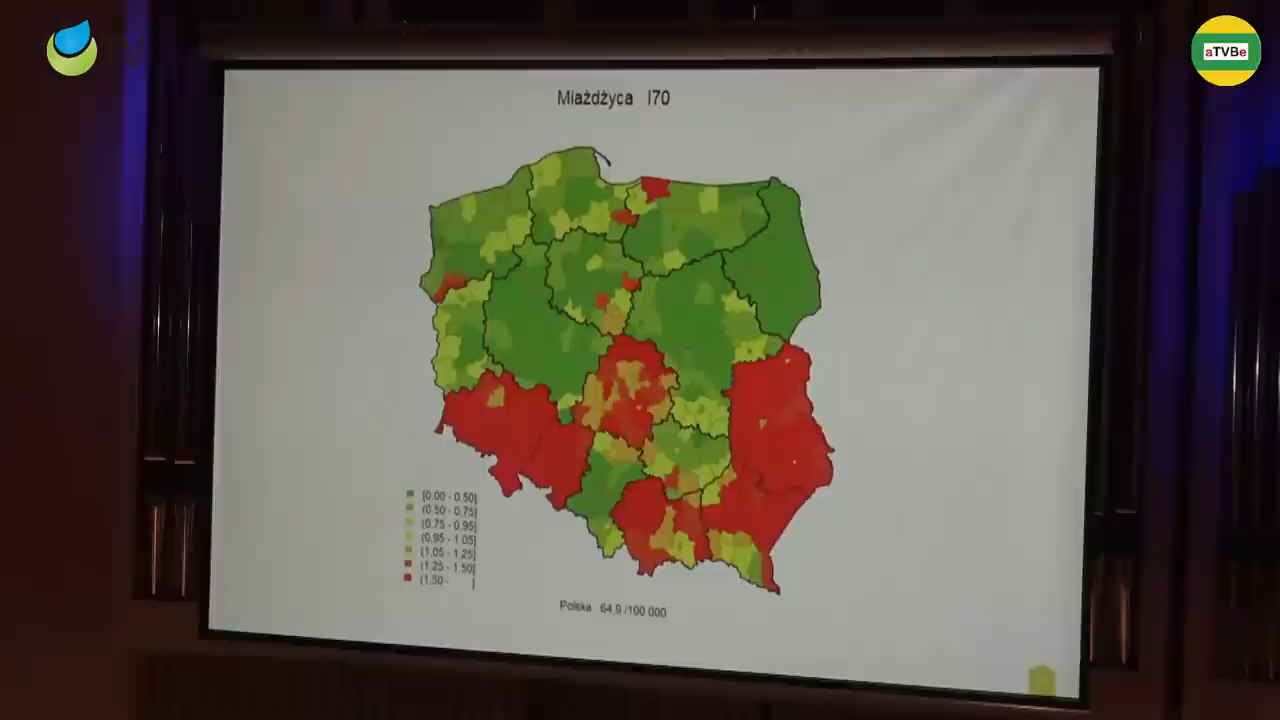 TV
aTVBe
Miażdżyca I70
[0.00 - 0.50]
(0.50 - 0.75]
(0.75 - 0.95]
(0.95 - 1.05]
(1.05 - 1.25]
(1.25 - 1.50]
(1.50 - ]
Polska 64.9 /100 000